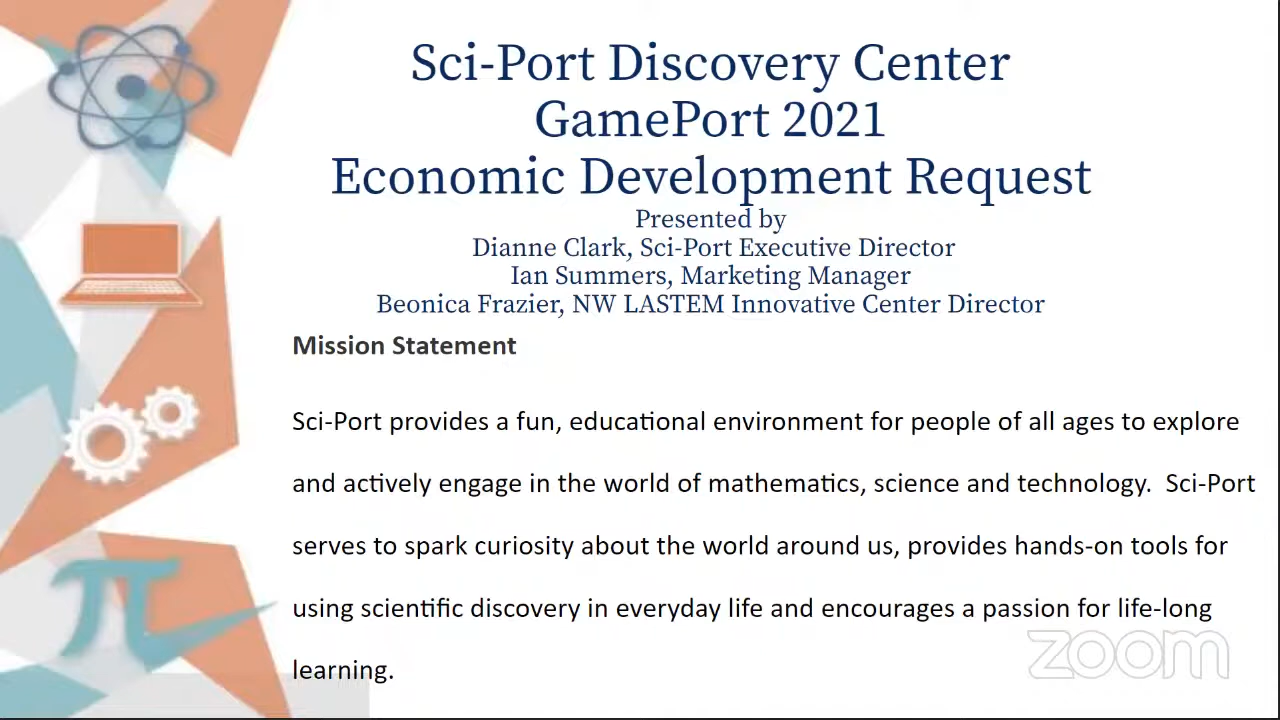 Sci-Port Discovery Center
GamePort 2021
Economic Development Request
Presented by
Dianne Clark, Sci-Port Executive Director
Ian Summers, Marketing Manager
Beonica Frazier, NW LASTEM Innovative Center Director
Mission Statement
Sci-Port provides a fun, educational environment for people of all ages to explore
and actively engage in the world of mathematics, science and technology.  Sci-Port
serves to spark curiosity about the world around us, provides hands-on tools for
using scientific discovery in everyday life and encourages a passion for life-long
learning.
zoom
π